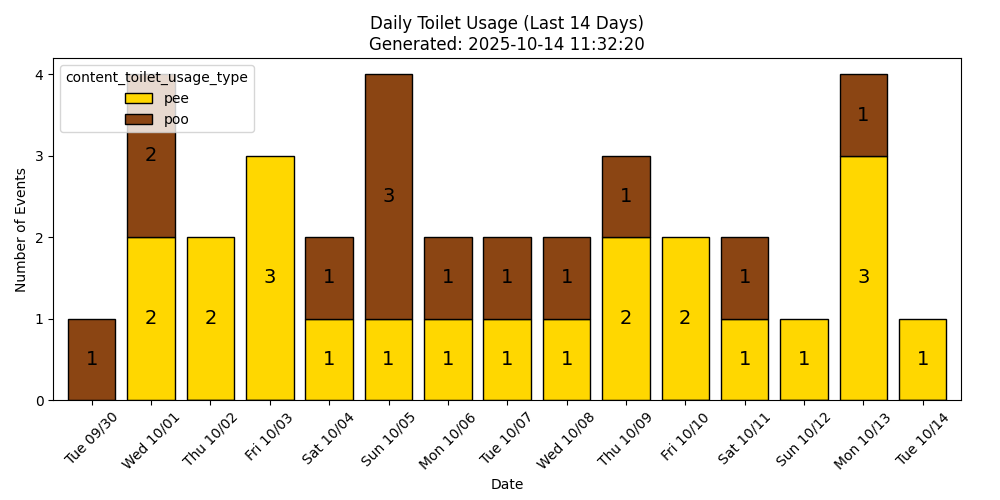 Daily Toilet Usage (Last 14 Days)
Generated: 2025-10-14 11:32:20
content_toilet_usage_type
pee
poo
Number of Events
4
3
2
1
0
2
3
1
1
1
3
1
1
1
1
1
1
1
2
2
3
1
1
1
1
1
2
2
1
1
1
Tue 09/30
Wed 10/01
Thu 10/02
Fri 10/03
Sat 10/04
Sun 10/05
Mon 10/06
Tue 10/07
Wed 10/08
Thu 10/09
Fri 10/10
Sat 10/11
Sun 10/12
Mon 10/13
Tue 10/14
Date